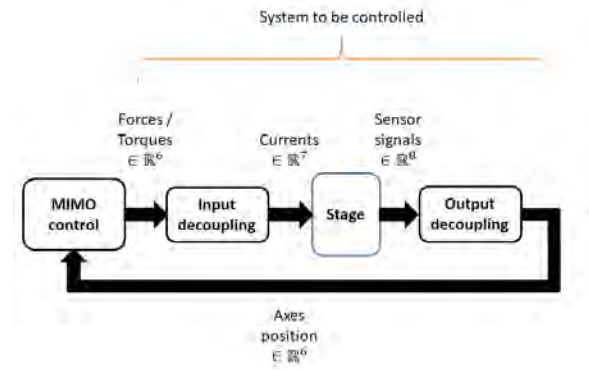 System to be controlled
Forces /
Torques
∈ ℝ⁶
Currents
∈ ℝ⁷
Sensor
signals
∈ ℝ⁸
MIMO
control
Input
decoupling
Stage
Output
decoupling
Axes
position
∈ ℝ⁶